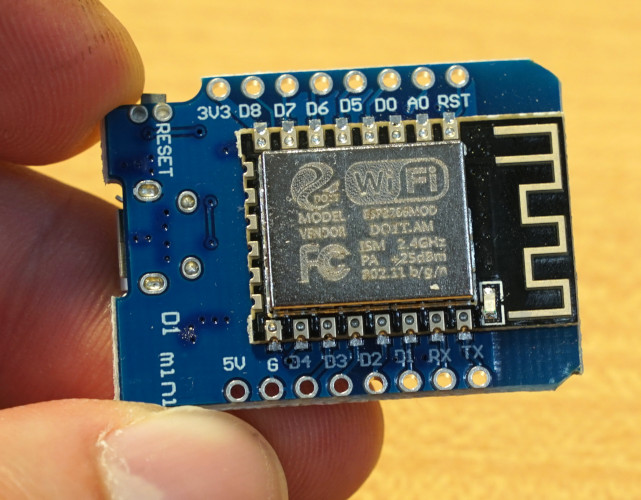 3V3 D8 D7 D6 D5 D0 A0 RST
RESET
DOIT
WiFi
MODEL ESP8266MOD
VENDOR DOIT.AM
ISM 2.4GHz
PA +25dBm
802.11 b/g/n
FC
D1 mini
5V G D4 D3 D2 D1 RX TX